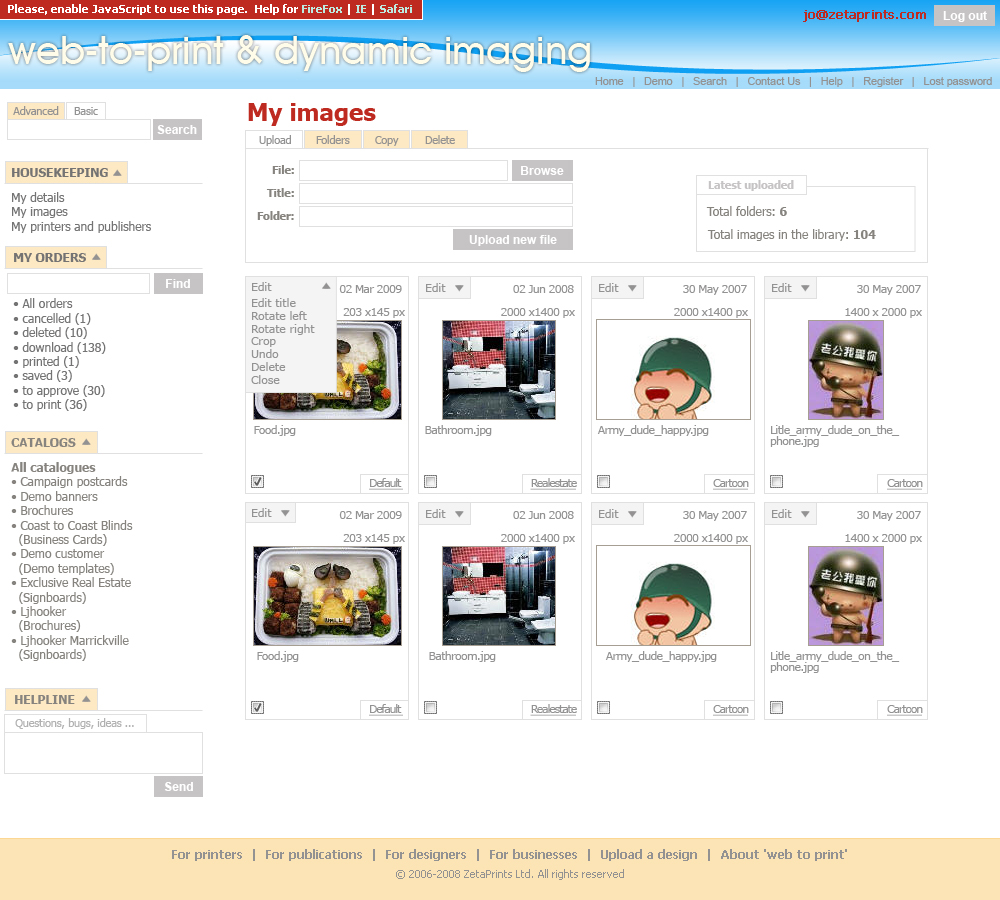 Please, enable JavaScript to use this page. Help for FireFox | IE | Safari
jo@zetaprints.com
Log out
web-to-print & dynamic imaging
Home | Demo | Search | Contact Us | Help | Register | Lost password
Advanced
Basic
Search
HOUSEKEEPING
My details
My images
My printers and publishers
MY ORDERS
Find
• All orders
• cancelled (1)
• deleted (10)
• download (138)
• printed (1)
• saved (3)
• to approve (30)
• to print (36)
CATALOGS
All catalogues
• Campaign postcards
• Demo banners
• Brochures
• Coast to Coast Blinds
(Business Cards)
• Demo customer
(Demo templates)
• Exclusive Real Estate
(Signboards)
• Ljhooker
(Brochures)
• Ljhooker Marrickville
(Signboards)
HELPLINE
Questions, bugs, ideas ...
Send
My images
Upload
Folders
Copy
Delete
File:
Browse
Title:
Folder:
Upload new file
Latest uploaded
Total folders: 6
Total images in the library: 104
Edit
02 Mar 2009
Edit title
Rotate left
Rotate right
Crop
Undo
Delete
Close
203 x145 px
Food.jpg
Default
Edit
02 Jun 2008
2000 x1400 px
Bathroom.jpg
Realestate
Edit
30 May 2007
2000 x1400 px
Army_dude_happy.jpg
Cartoon
Edit
30 May 2007
1400 x 2000 px
老公我爱你
Litle_army_dude_on_the_
phone.jpg
Cartoon
Edit
02 Mar 2009
203 x145 px
Food.jpg
Default
Edit
02 Jun 2008
2000 x1400 px
Bathroom.jpg
Realestate
Edit
30 May 2007
2000 x1400 px
Army_dude_happy.jpg
Cartoon
Edit
30 May 2007
1400 x 2000 px
老公我爱你
Litle_army_dude_on_the_
phone.jpg
Cartoon
For printers | For publications | For designers | For businesses | Upload a design | About 'web to print'
© 2006-2008 ZetaPrints Ltd. All rights reserved